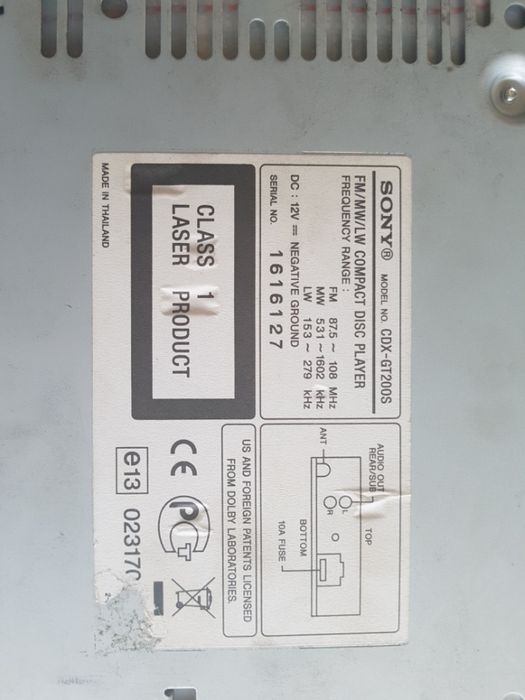 SONY® MODEL NO. CDX-GT200S
FM/MW/LW COMPACT DISC PLAYER
FREQUENCY RANGE :
FM 87.5 ~ 108 MHz
MW 531 ~ 1602 kHz
LW 153 ~ 279 kHz
DC : 12V ⎓ NEGATIVE GROUND
SERIAL NO. 1616127
CLASS 1
LASER PRODUCT
MADE IN THAILAND
AUDIO OUT
REAR/SUB
TOP
L
R
ANT
BOTTOM
10A FUSE
US AND FOREIGN PATENTS LICENSED
FROM DOLBY LABORATORIES.
CE
e13 023170